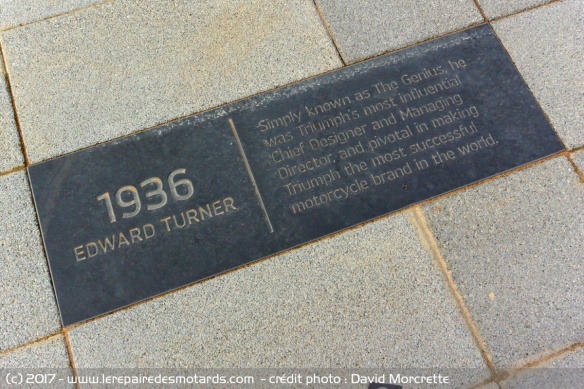 1936
EDWARD TURNER
Simply known as The Genius, he
was Triumph's most influential
Chief Designer and Managing
Director, and pivotal in making
Triumph the most successful
motorcycle brand in the world.
(c) 2017 - www.lerepairedesmotards.com - crédit photo : David Morcrette